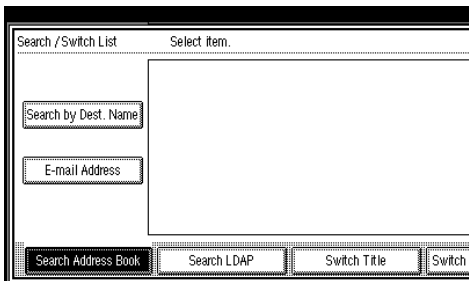 Search / Switch List
Select item.
Search by Dest. Name
E-mail Address
Search Address Book
Search LDAP
Switch Title
Switch